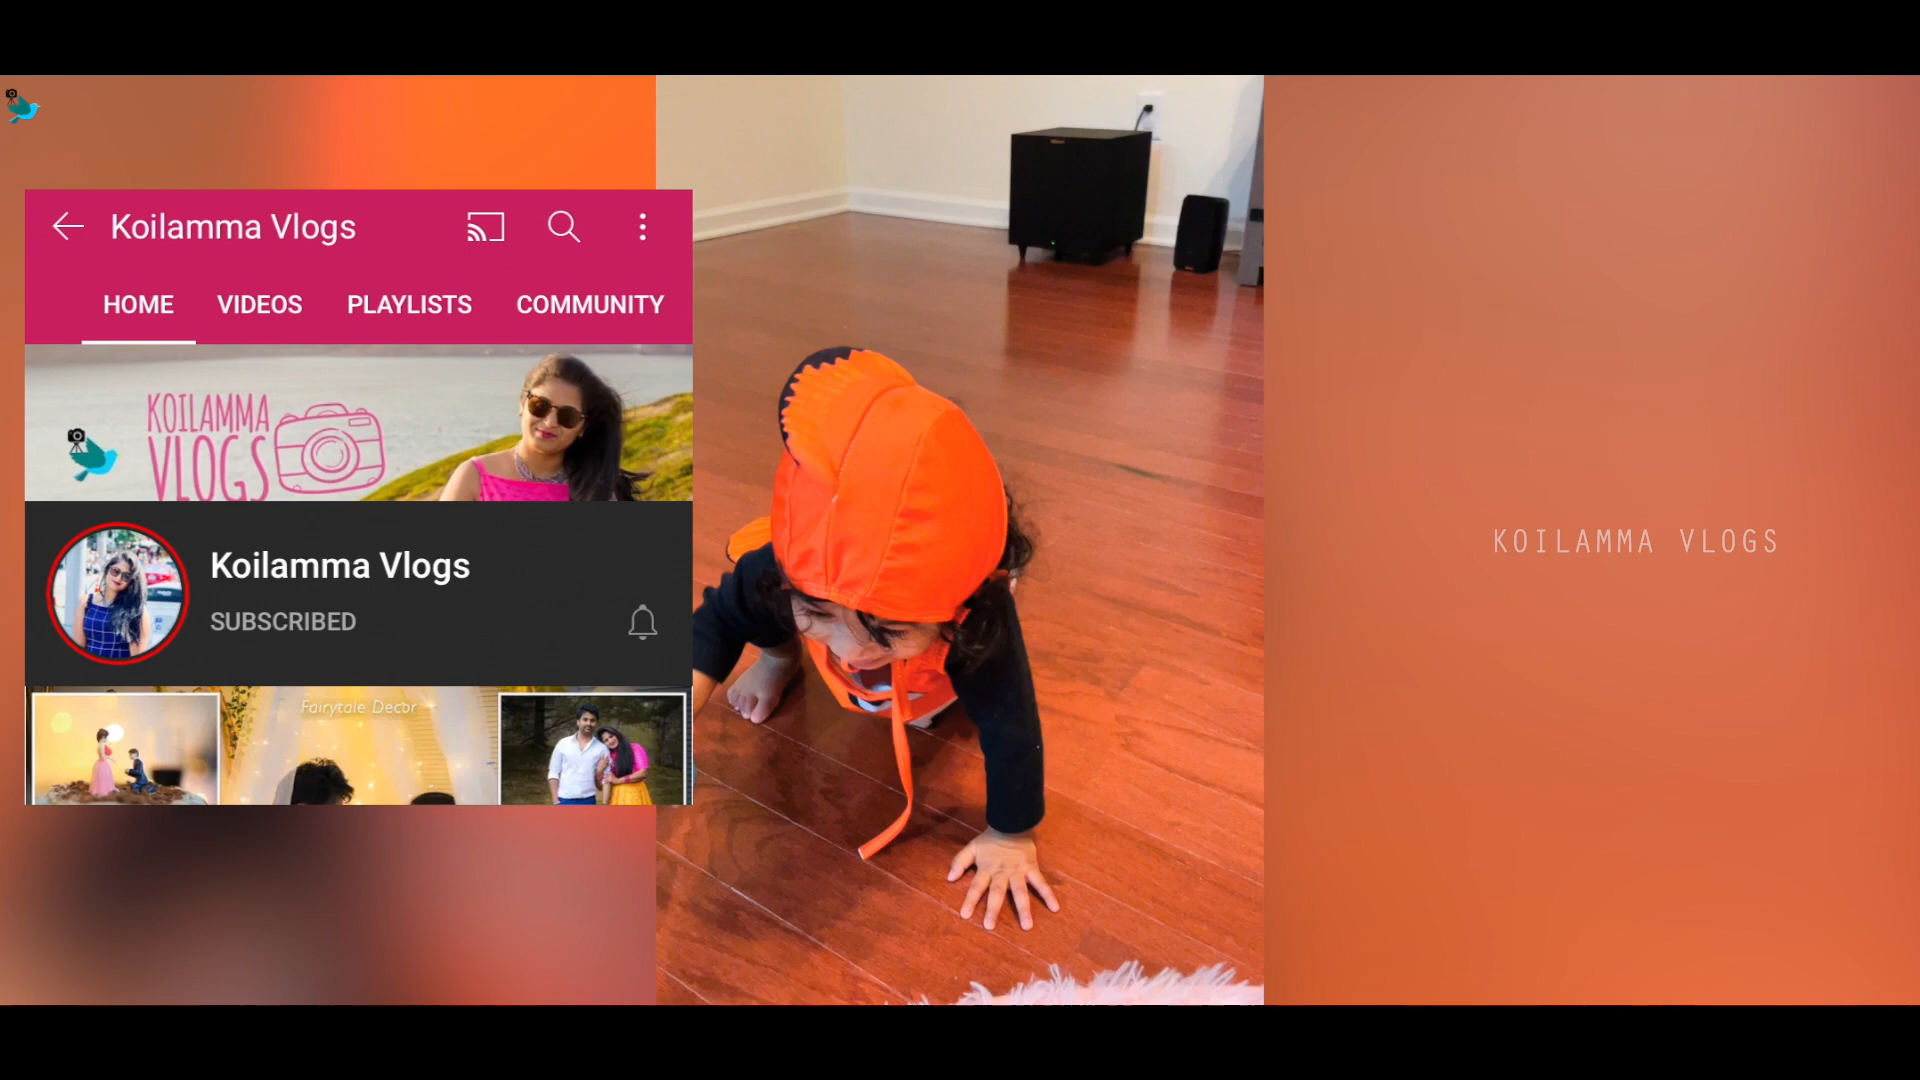 Koilamma Vlogs
HOME VIDEOS PLAYLISTS COMMUNITY
KOILAMMA
VLOGS
Koilamma Vlogs
SUBSCRIBED
Fairytale Decor
KOILAMMA VLOGS